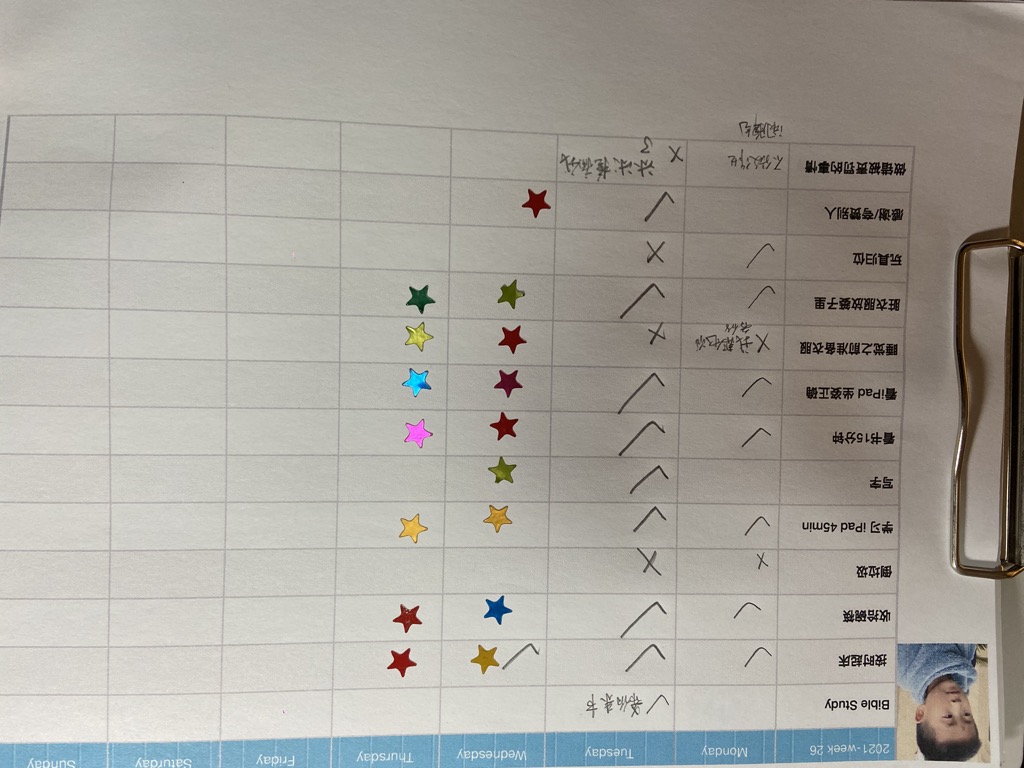 2021-week 26 Monday Tuesday Wednesday Thursday Friday Saturday Sunday
Bible Study ✓希伯来书
按时起床 ✓ ✓ ✓
收拾碗筷 ✓ ✓
倒垃圾 × ×
学习 iPad 45min ✓ ✓
写字 ✓
看书15分钟 ✓ ✓
看iPad 坐姿正确 ✓ ✓
睡觉之前准备衣服 ×我帮他准 ×
备的
脏衣服放篓子里 ✓ ✓
玩具归位 ✓ ×
感谢/夸赞别人 ✓
做错被责罚的事情 不做作业 × 冰冰 痛我
了
闹脾气